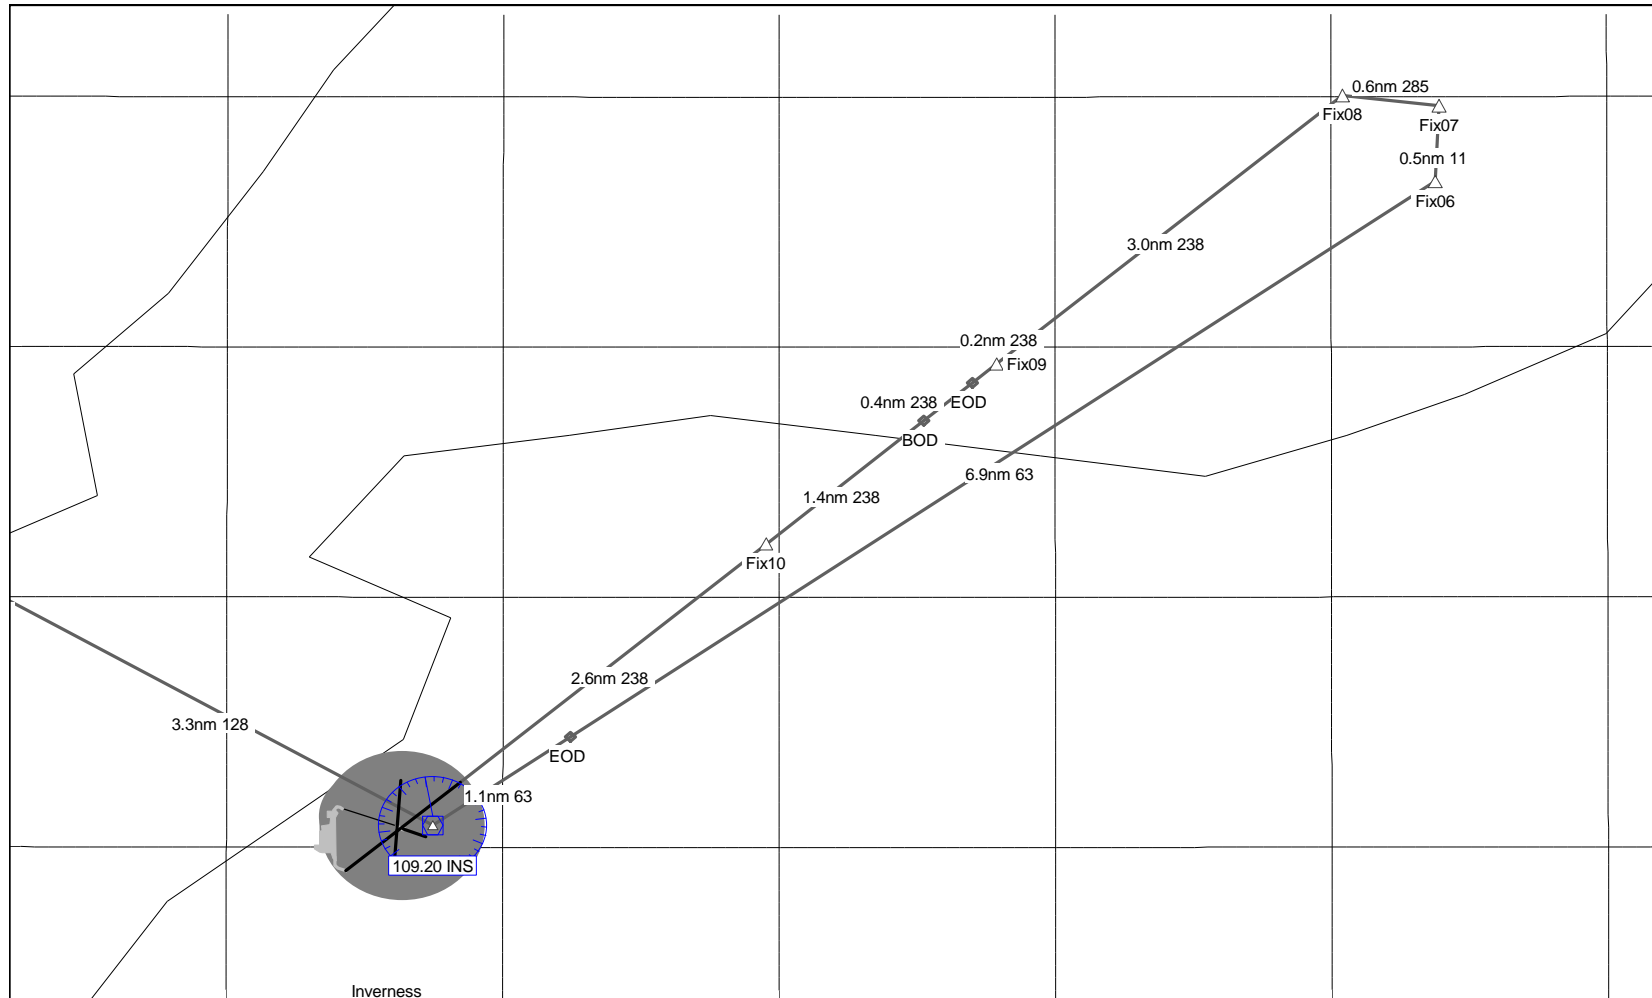 0.6nm 285
Fix08
Fix07
0.5nm 11
Fix06
3.0nm 238
0.2nm 238
Fix09
0.4nm 238
EOD
BOD
6.9nm 63
1.4nm 238
Fix10
2.6nm 238
3.3nm 128
EOD
1.1nm 63
109.20 INS
Inverness